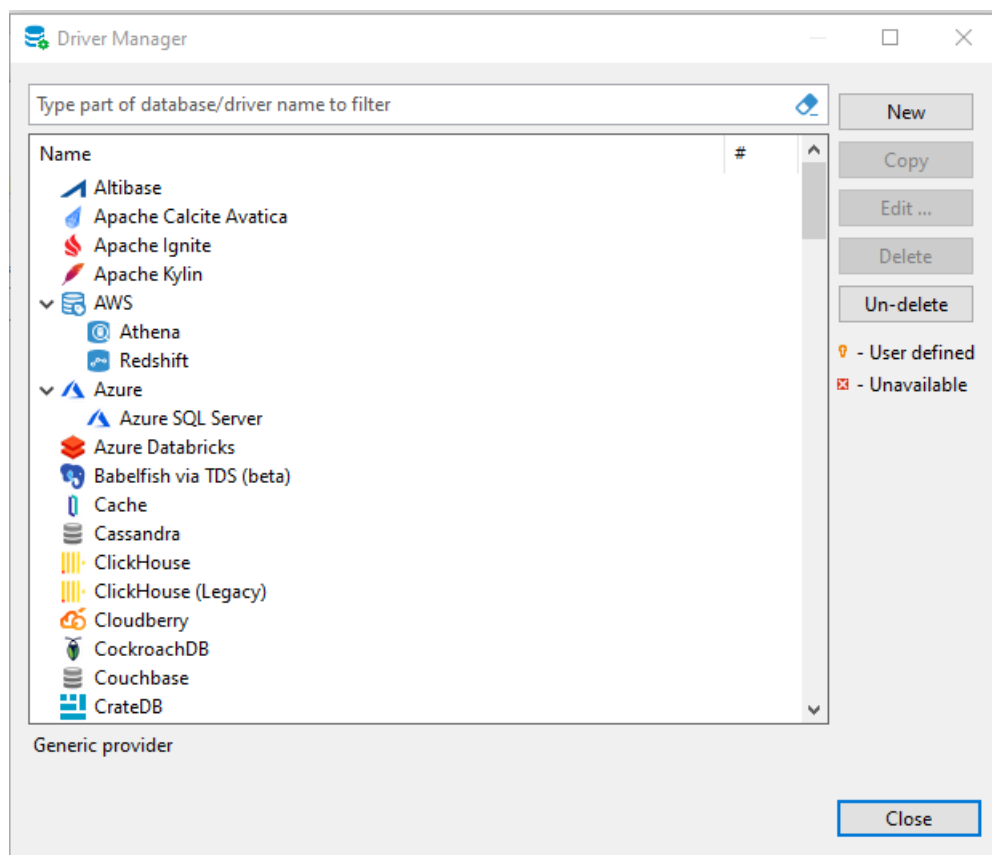 Driver Manager
Type part of database/driver name to filter
New
Name #
Copy
Altibase
Apache Calcite Avatica
Edit ...
Apache Ignite
Delete
Apache Kylin
AWS
Un-delete
Athena
- User defined
Redshift
- Unavailable
Azure
Azure SQL Server
Azure Databricks
Babelfish via TDS (beta)
Cache
Cassandra
ClickHouse
ClickHouse (Legacy)
Cloudberry
CockroachDB
Couchbase
CrateDB
Generic provider
Close